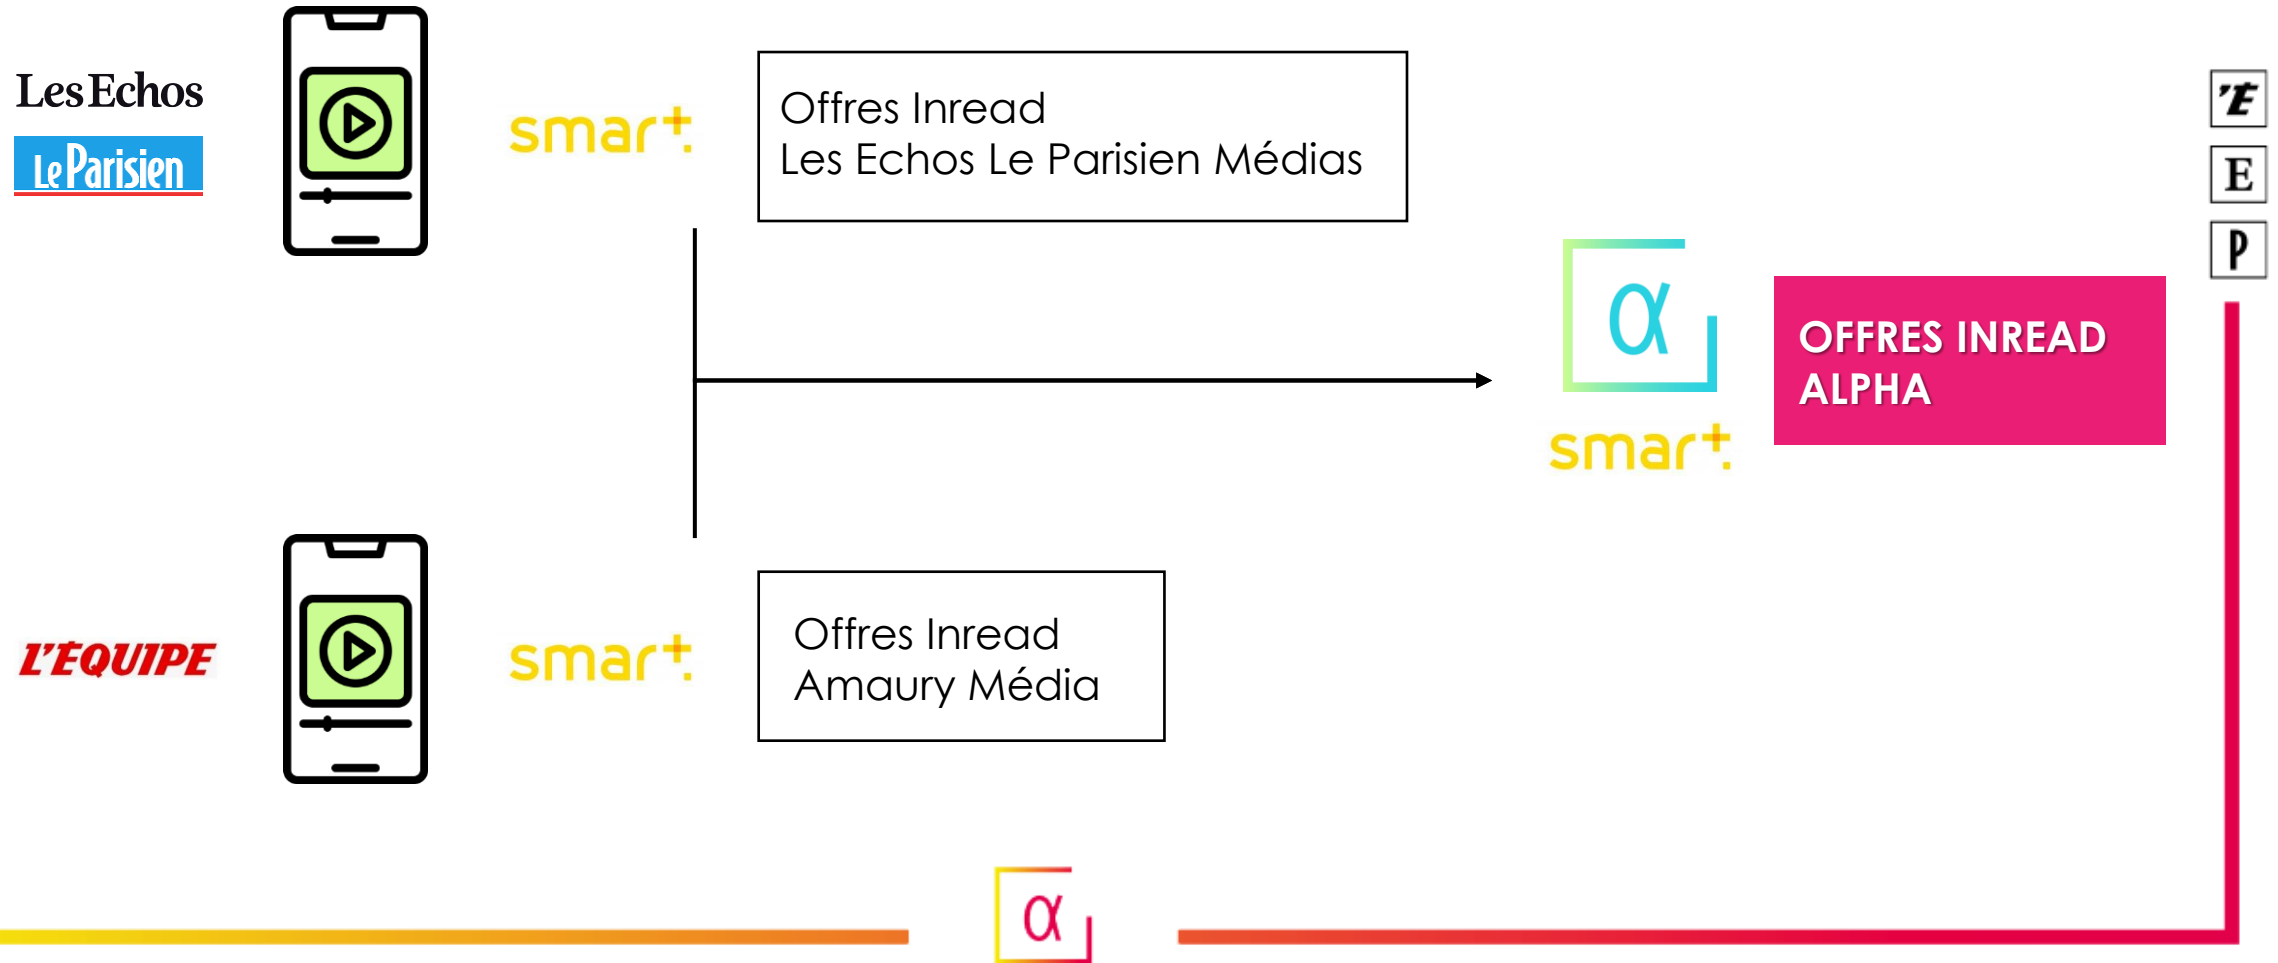 Les Echos
Le Parisien
smart.
Offres Inread
Les Echos Le Parisien Médias
'E
E
P
α
OFFRES INREAD
ALPHA
smart.
L'ÉQUIPE
smart.
Offres Inread
Amaury Média
α